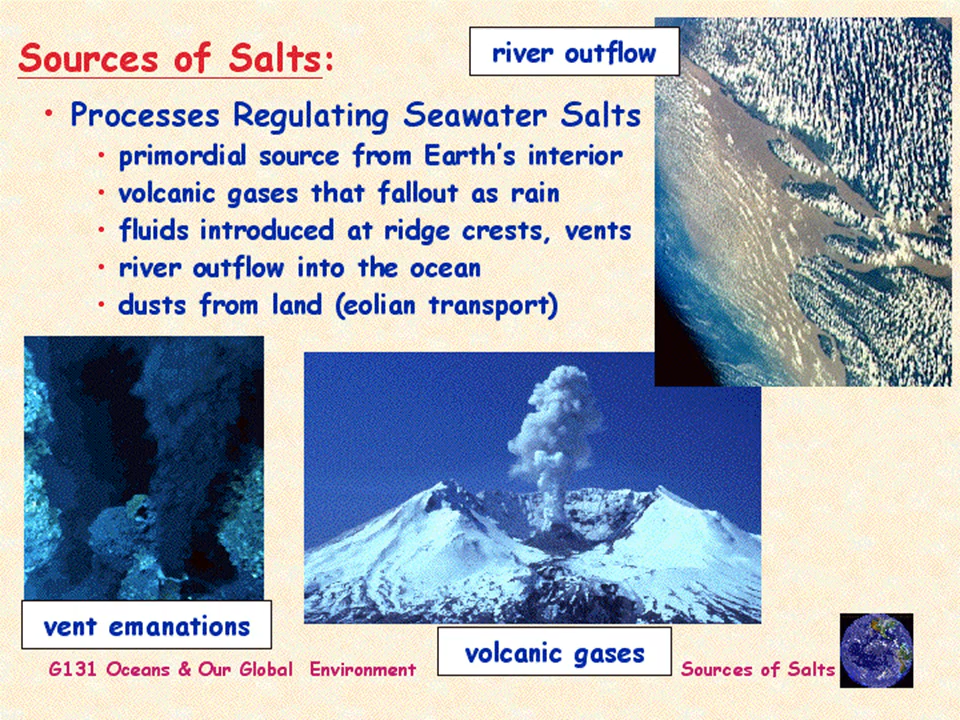 Sources of Salts:
river outflow
• Processes Regulating Seawater Salts
• primordial source from Earth's interior
• volcanic gases that fallout as rain
• fluids introduced at ridge crests, vents
• river outflow into the ocean
• dusts from land (eolian transport)
vent emanations
volcanic gases
G131 Oceans & Our Global Environment
Sources of Salts